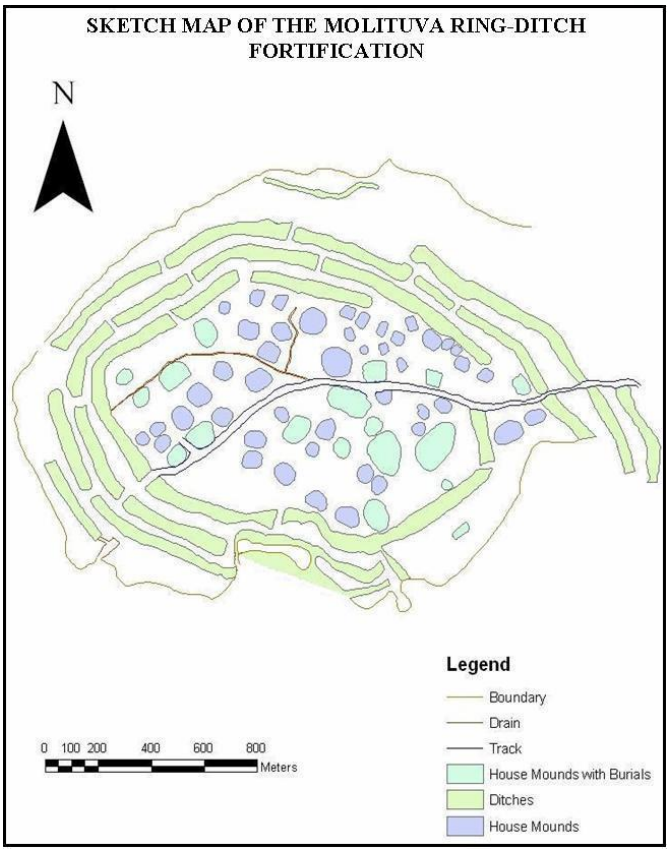 SKETCH MAP OF THE MOLITUVA RING-DITCH
FORTIFICATION
N
Legend
Boundary
Drain
Track
House Mounds with Burials
Ditches
House Mounds
0 100 200 400 600 800
Meters